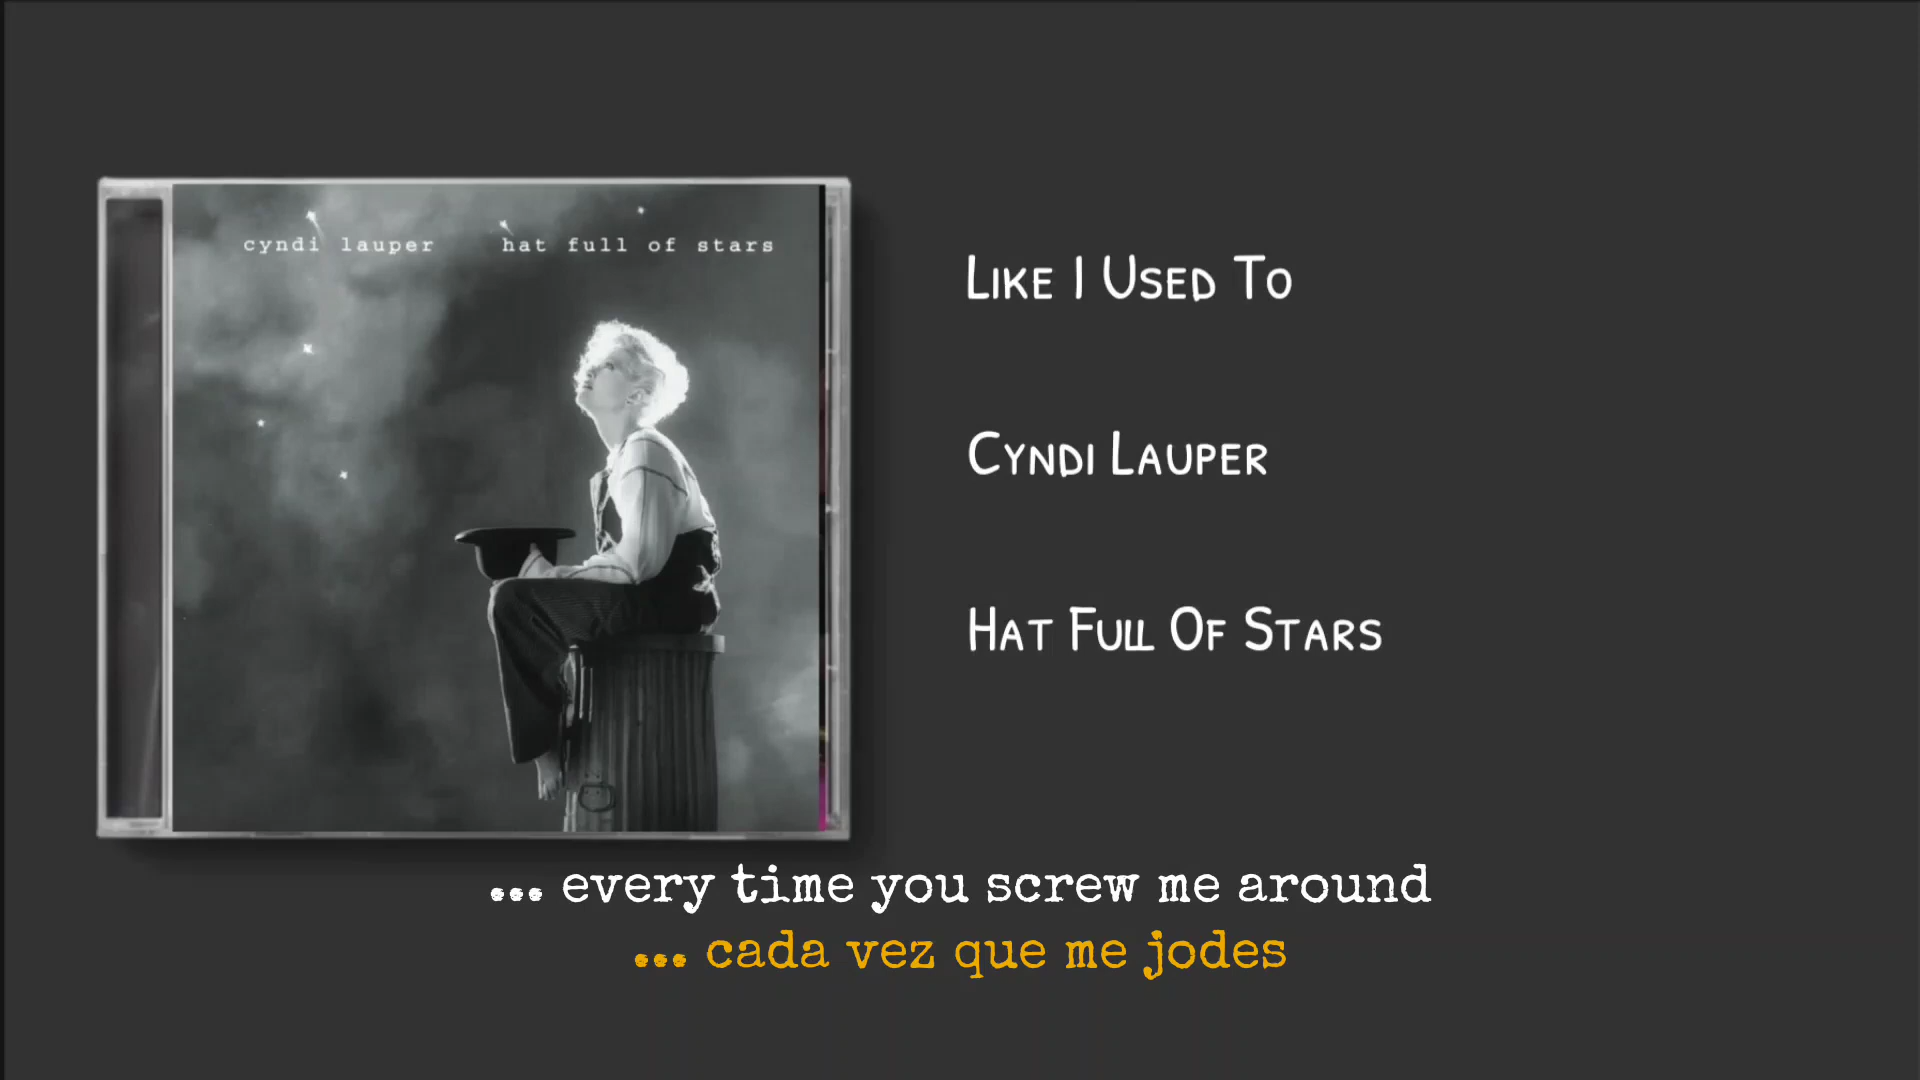 cyndi lauper hat full of stars
Like I Used To
Cyndi Lauper
Hat Full Of Stars
... every time you screw me around
... cada vez que me jodes